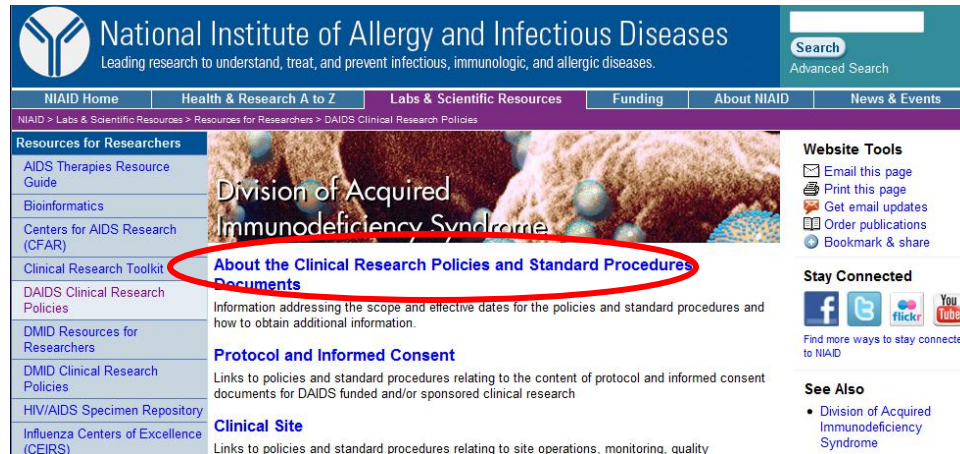 National Institute of Allergy and Infectious Diseases
Leading research to understand, treat, and prevent infectious, immunologic, and allergic diseases.
Search
Advanced Search
NIAID Home
Health & Research A to Z
Labs & Scientific Resources
Funding
About NIAID
News & Events
NIAID > Labs & Scientific Resources > Resources for Researchers > DAIDS Clinical Research Policies
Resources for Researchers
AIDS Therapies Resource
Guide
Bioinformatics
Centers for AIDS Research
(CFAR)
Clinical Research Toolkit
DAIDS Clinical Research
Policies
DMID Resources for
Researchers
DMID Clinical Research
Policies
HIV/AIDS Specimen Repository
Influenza Centers of Excellence
(CEIRS)
Division of Acquired
Immunodeficiency Syndrome
About the Clinical Research Policies and Standard Procedures
Documents
Information addressing the scope and effective dates for the policies and standard procedures and
how to obtain additional information.
Protocol and Informed Consent
Links to policies and standard procedures relating to the content of protocol and informed consent
documents for DAIDS funded and/or sponsored clinical research
Clinical Site
Links to policies and standard procedures relating to site operations, monitoring, quality
Website Tools
Email this page
Print this page
Get email updates
Order publications
Bookmark & share
Stay Connected
f
flickr
You
Tube
Find more ways to stay connecte
to NIAID
See Also
• Division of Acquired
Immunodeficiency
Syndrome